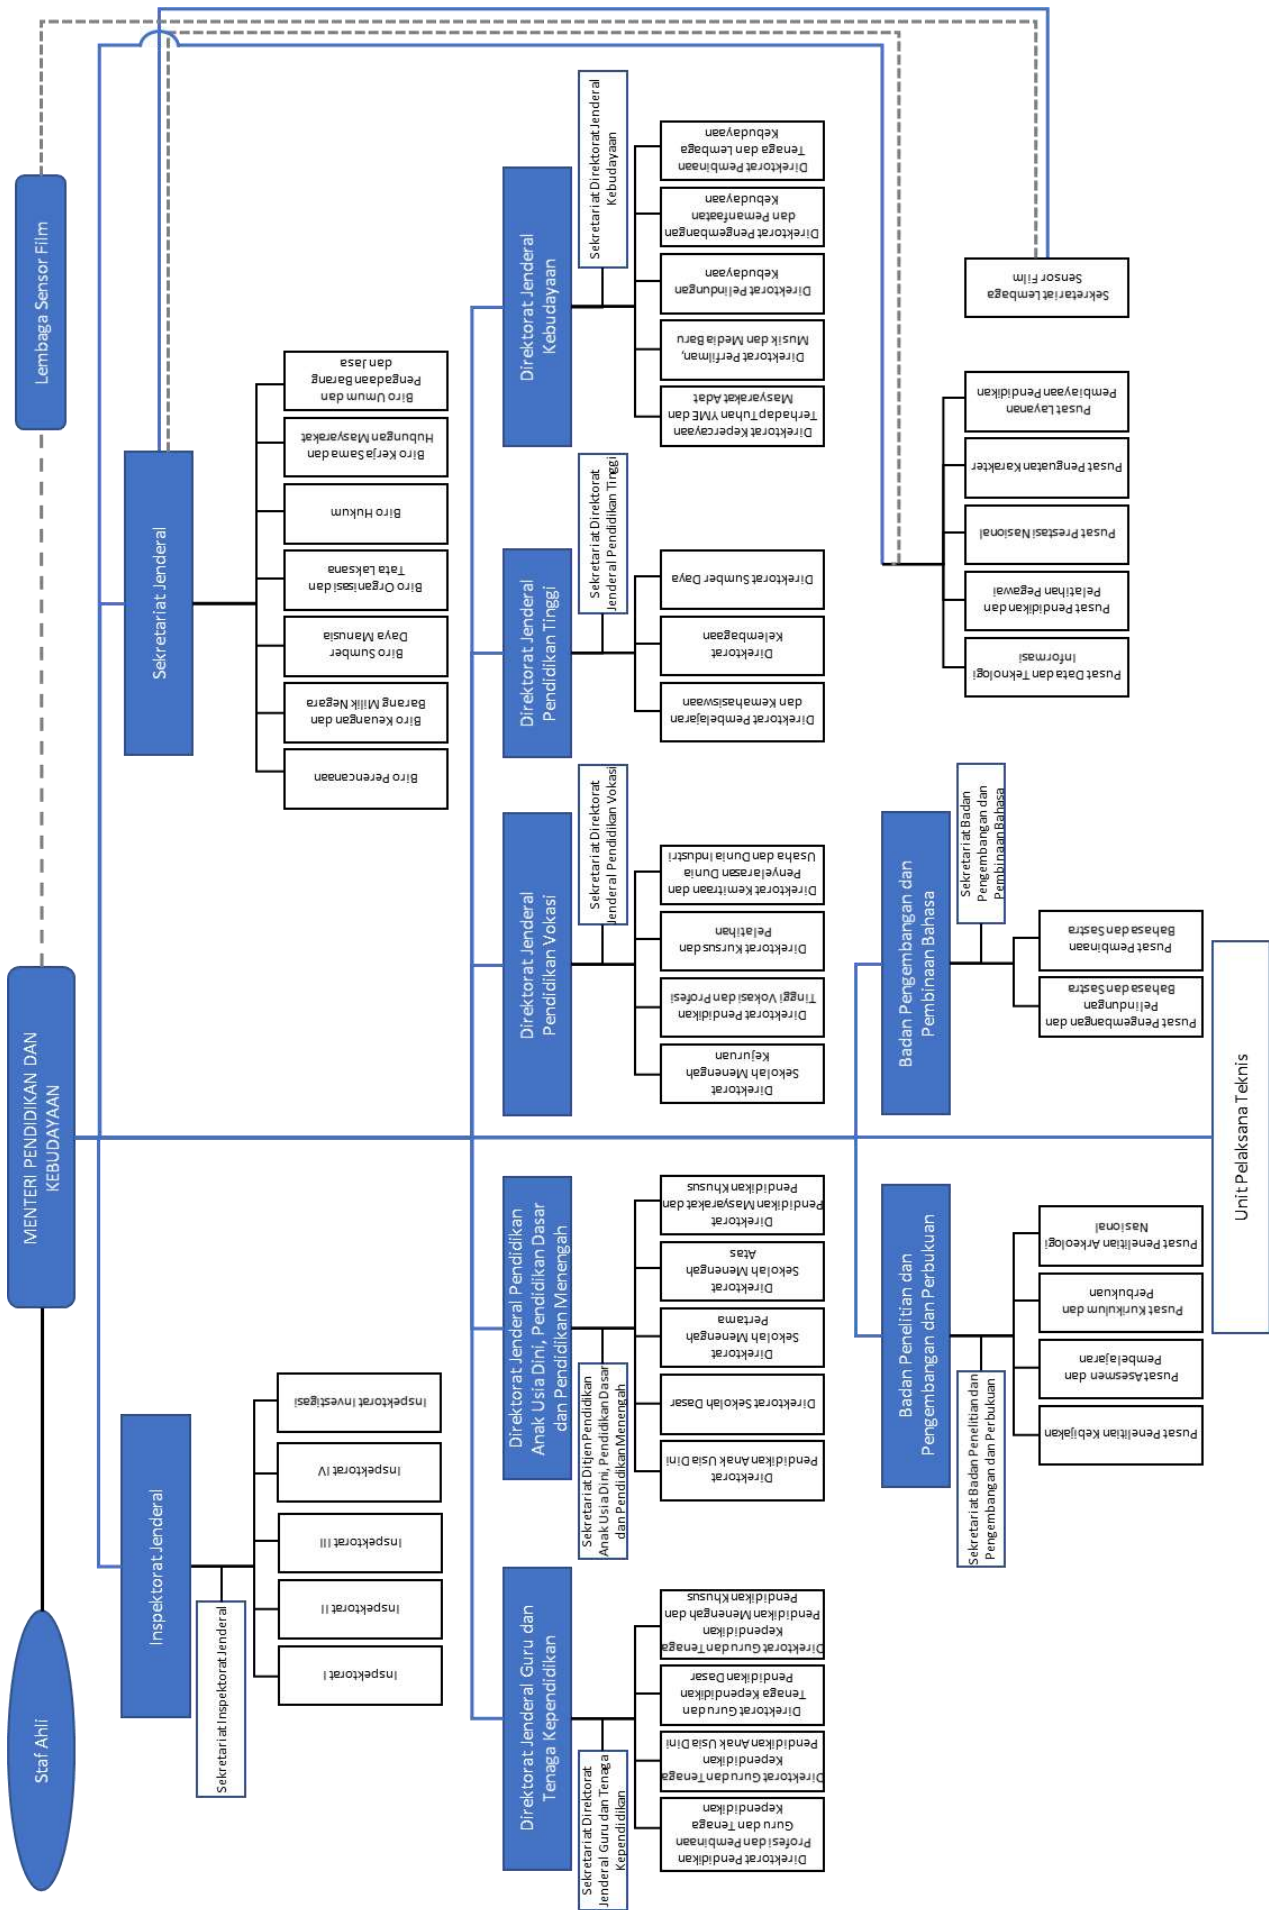 MENTERI PENDIDIKAN DAN
KEBUDAYAAN
Staf Ahli
Lembaga Sensor Film
Inspektorat Jenderal
Sekretariat Inspektorat Jenderal
Inspektorat I
Inspektorat II
Inspektorat III
Inspektorat IV
Inspektorat Investigasi
Sekretariat Jenderal
Biro Perencanaan
Biro Keuangan dan
Barang Milik Negara
Biro Sumber
Daya Manusia
Biro Organisasi dan
Tata Laksana
Biro Hukum
Biro Kerja Sama dan
Hubungan Masyarakat
Biro Umum dan
Pengadaan Barang
dan Jasa
Direktorat Jenderal Guru dan
Tenaga Kependidikan
Sekretariat Direktorat
Jenderal Guru dan Tenaga
Kependidikan
Direktorat Pendidikan
Profesi dan Pembinaan
Guru dan Tenaga
Kependidikan
Direktorat Guru dan Tenaga
Kependidikan
Pendidikan Anak Usia Dini
Direktorat Guru dan
Tenaga Kependidikan
Pendidikan Dasar
Direktorat Guru dan Tenaga
Kependidikan
Pendidikan Menengah dan
Pendidikan Khusus
Direktorat Jenderal Pendidikan
Anak Usia Dini, Pendidikan Dasar
dan Pendidikan Menengah
Sekretariat Ditjen Pendidikan
Anak Usia Dini, Pendidikan Dasar
dan Pendidikan Menengah
Direktorat
Pendidikan Anak Usia Dini
Direktorat Sekolah Dasar
Direktorat
Sekolah Menengah
Pertama
Direktorat
Sekolah Menengah
Atas
Direktorat
Pendidikan Masyarakat dan
Pendidikan Khusus
Direktorat Jenderal
Pendidikan Vokasi
Sekretariat Direktorat
Jenderal Pendidikan Vokasi
Direktorat
Sekolah Menengah
Kejuruan
Direktorat Pendidikan
Tinggi Vokasi dan Profesi
Direktorat Kursus dan
Pelatihan
Direktorat Kemitraan dan
Penyelarasan Dunia
Usaha dan Dunia Industri
Direktorat Jenderal
Pendidikan Tinggi
Sekretariat Direktorat
Jenderal Pendidikan Tinggi
Direktorat Pembelajaran
dan Kemahasiswaan
Direktorat
Kelembagaan
Direktorat Sumber Daya
Direktorat Jenderal
Kebudayaan
Sekretariat Direktorat Jenderal
Kebudayaan
Direktorat Kepercayaan
Terhadap Tuhan YME dan
Masyarakat Adat
Direktorat Perfilman,
Musik dan Media Baru
Direktorat Pelindungan
Kebudayaan
Direktorat Pengembangan
dan Pemanfaatan
Kebudayaan
Direktorat Pembinaan
Tenaga dan Lembaga
Kebudayaan
Badan Penelitian dan
Pengembangan dan Perbukuan
Sekretariat Badan Penelitian dan
Pengembangan dan Perbukuan
Pusat Penelitian Kebijakan
Pusat Asesmen dan
Pembelajaran
Pusat Kurikulum dan
Perbukuan
Pusat Penelitian Arkeologi
Nasional
Badan Pengembangan dan
Pembinaan Bahasa
Sekretariat Badan
Pengembangan dan
Pembinaan Bahasa
Pusat Pengembangan dan
Pelindungan
Bahasa dan Sastra
Pusat Pembinaan
Bahasa dan Sastra
Pusat Data dan Teknologi
Informasi
Pusat Pendidikan dan
Pelatihan Pegawai
Pusat Prestasi Nasional
Pusat Penguatan Karakter
Pusat Layanan
Pembiayaan Pendidikan
Sekretariat Lembaga
Sensor Film
Unit Pelaksana Teknis